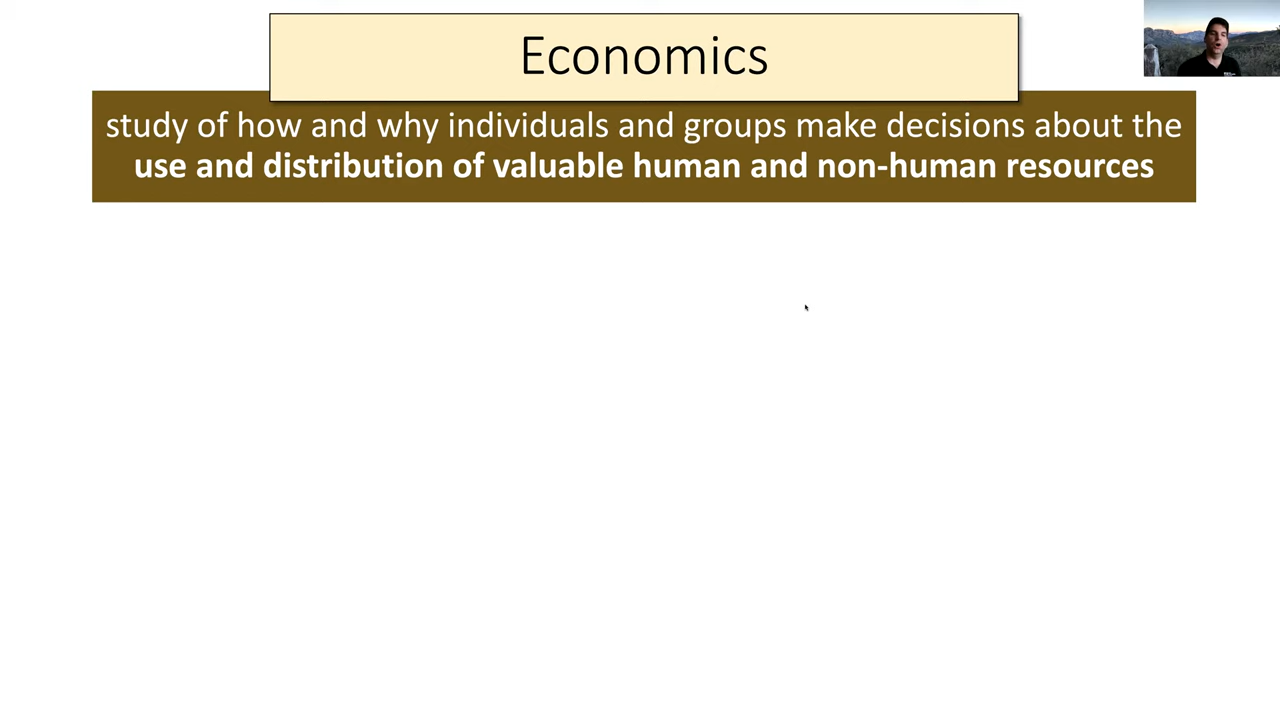 Economics
study of how and why individuals and groups make decisions about the
use and distribution of valuable human and non-human resources